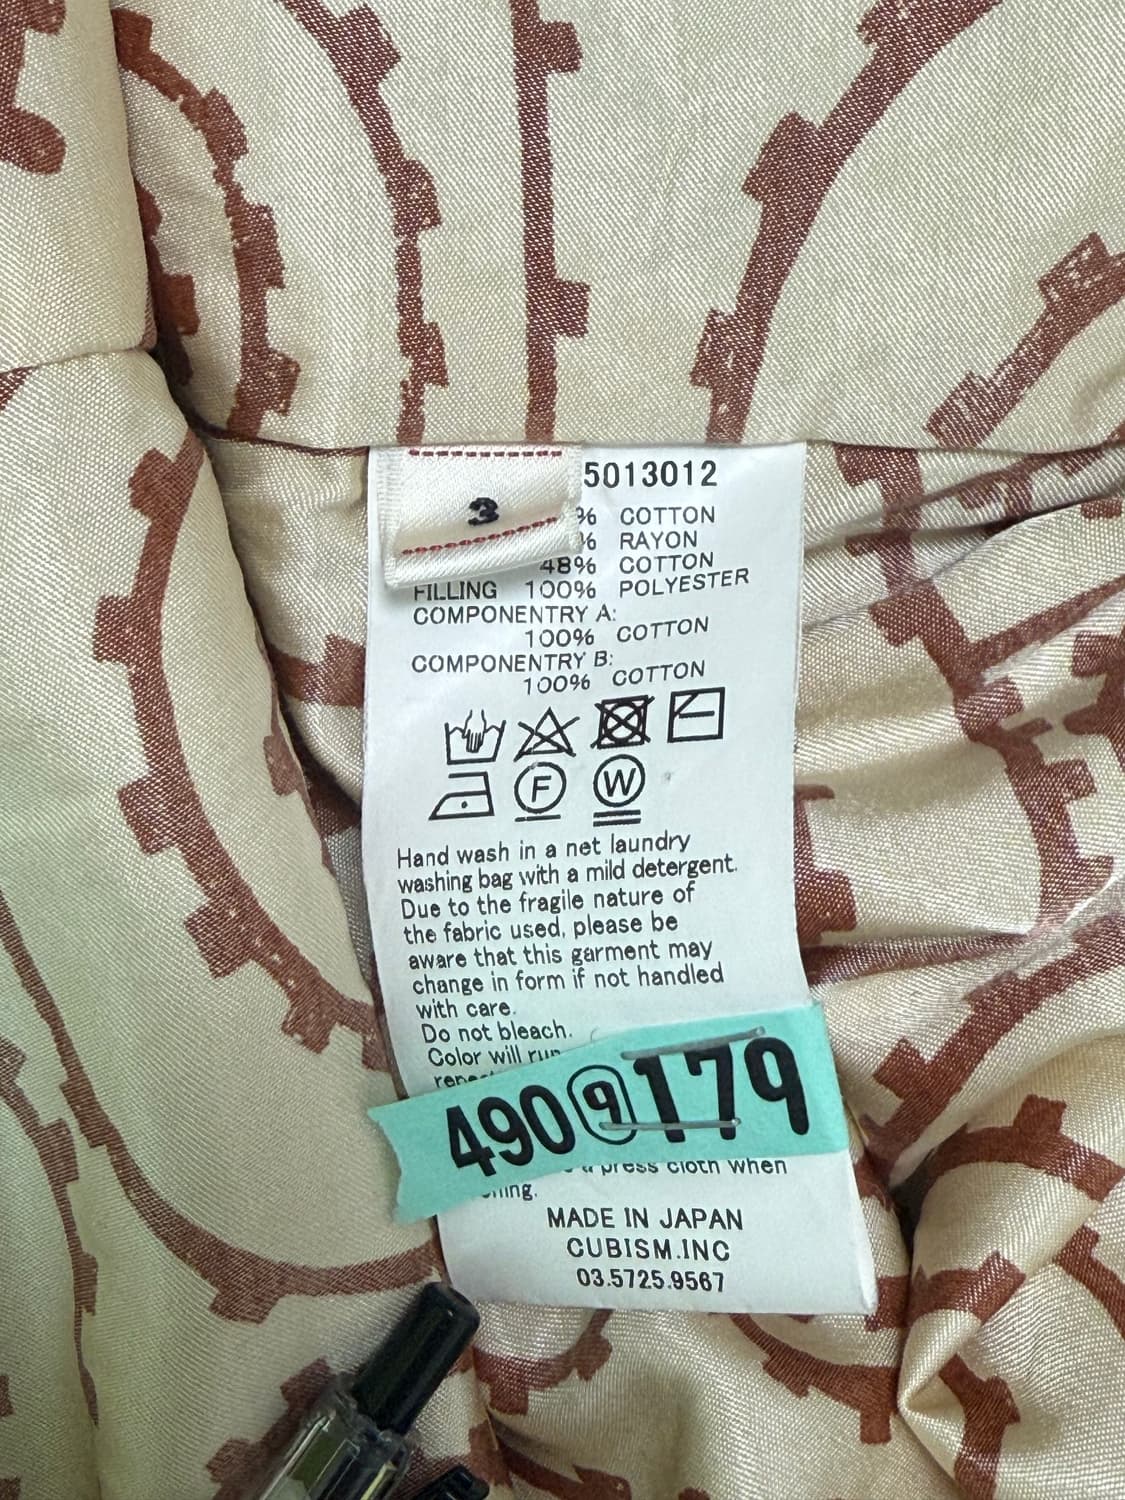 3
5013012
% COTTON
% RAYON
48% COTTON
FILLING 100% POLYESTER
COMPONENTRY A:
100% COTTON
COMPONENTRY B:
100% COTTON
F W
Hand wash in a net laundry
washing bag with a mild detergent.
Due to the fragile nature of
the fabric used, please be
aware that this garment may
change in form if not handled
with care.
Do not bleach.
Color will run
4909179
press cloth when
MADE IN JAPAN
CUBISM.INC
03.5725.9567